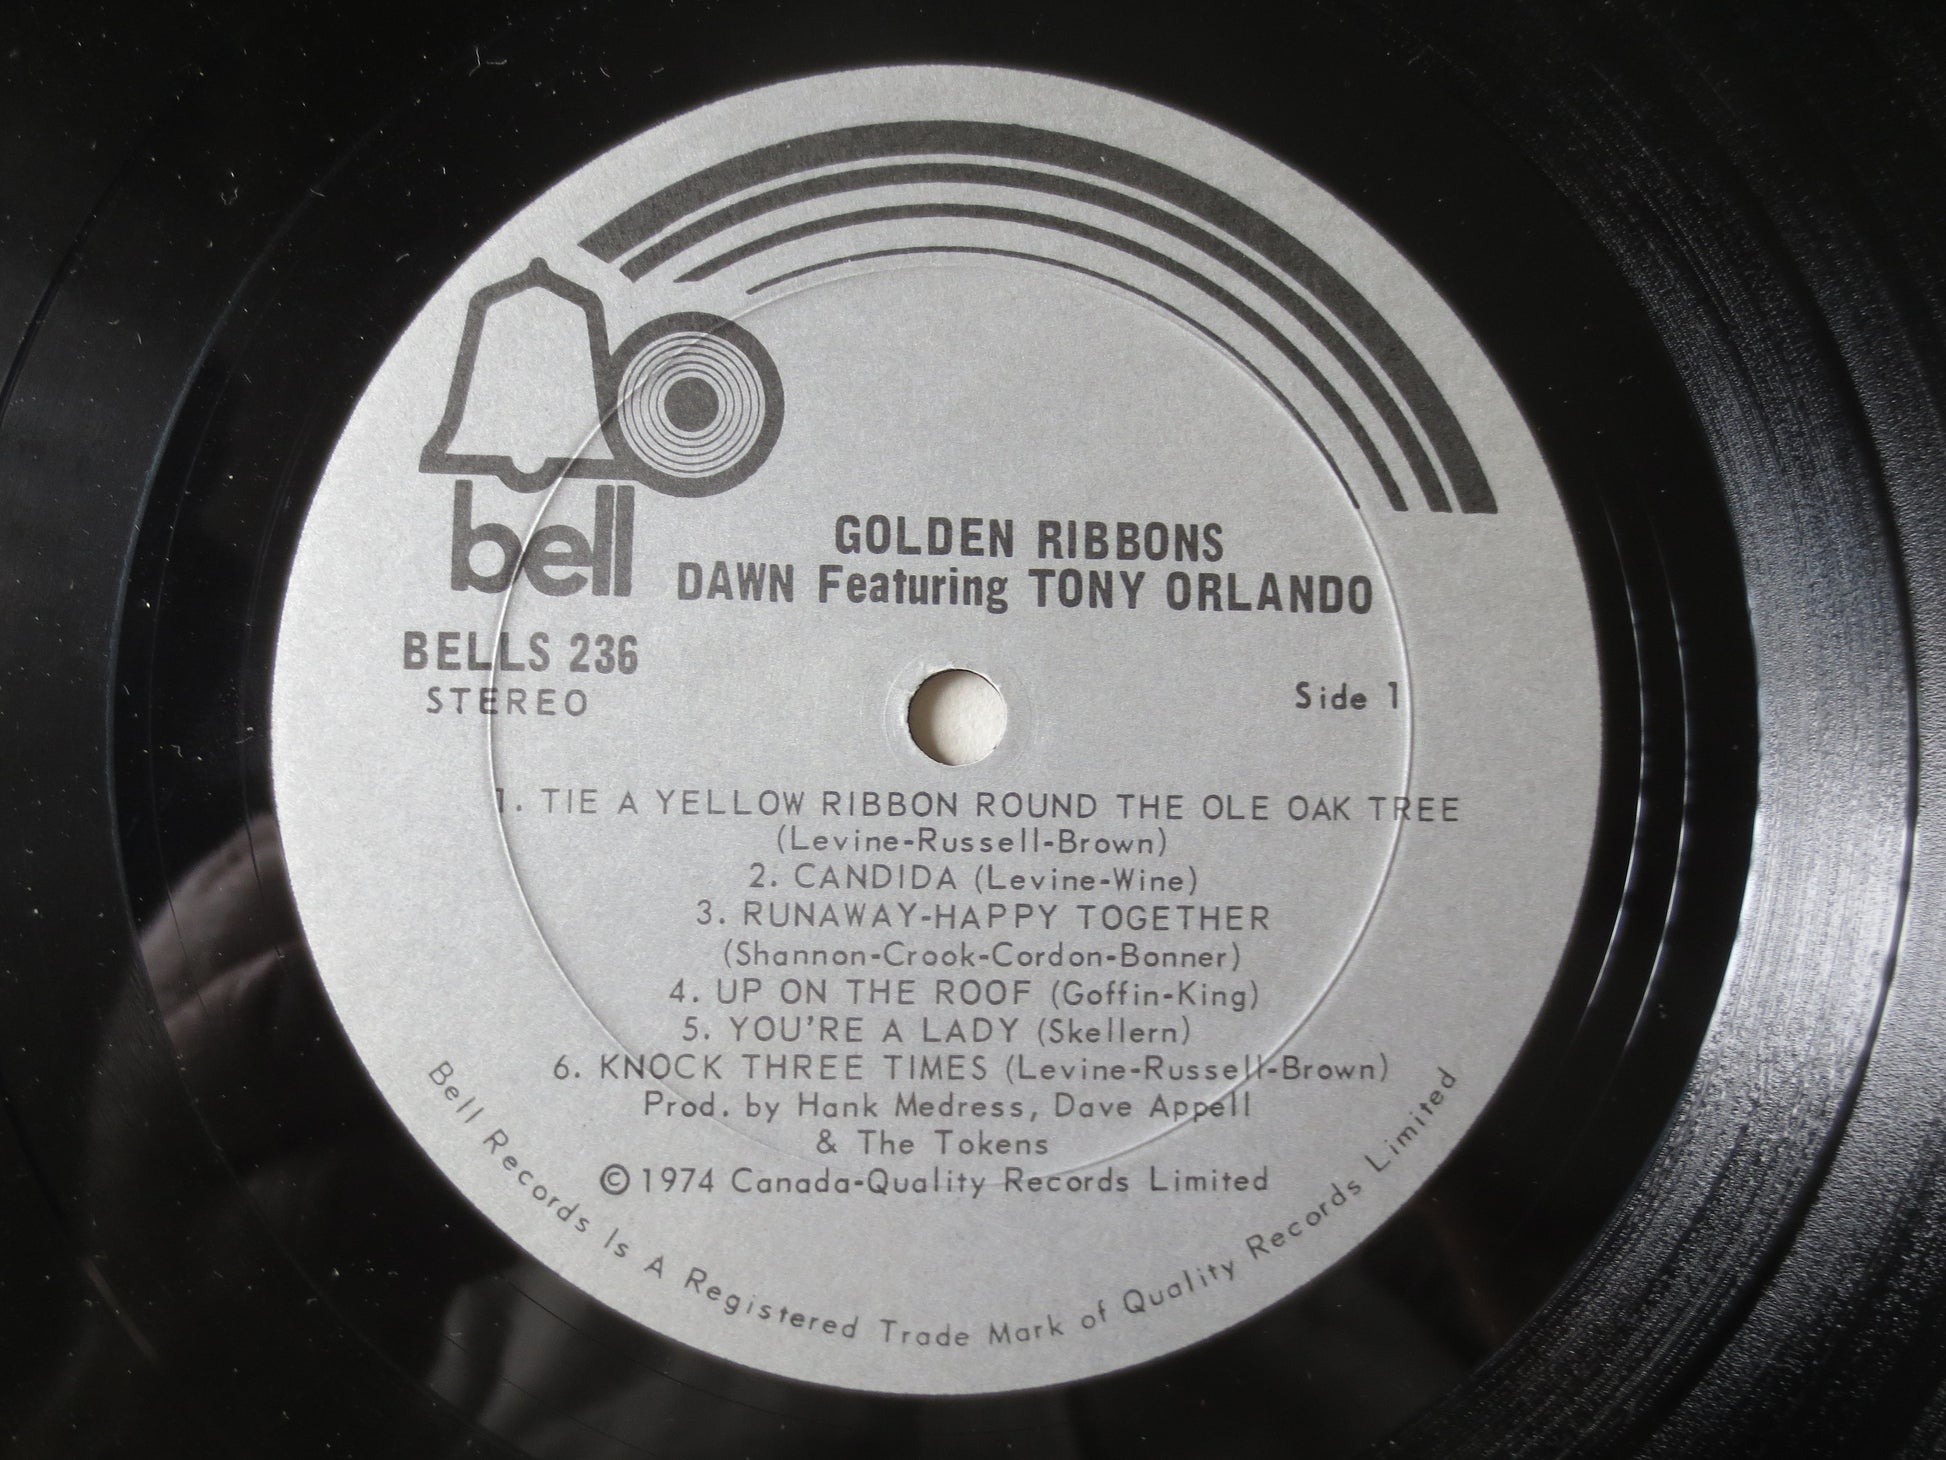 bell
GOLDEN RIBBONS
DAWN Featuring TONY ORLANDO
BELLS 236
STEREO
Side 1
1. TIE A YELLOW RIBBON ROUND THE OLE OAK TREE
(Levine-Russell-Brown)
2. CANDIDA (Levine-Wine)
3. RUNAWAY-HAPPY TOGETHER
(Shannon-Crook-Cordon-Bonner)
4. UP ON THE ROOF (Goffin-King)
5. YOU'RE A LADY (Skellern)
6. KNOCK THREE TIMES (Levine-Russell-Brown)
Prod. by Hank Medress, Dave Appell
& The Tokens
©1974 Canada-Quality Records Limited
Bell Records Is A Registered Trade Mark of Quality Records Limited